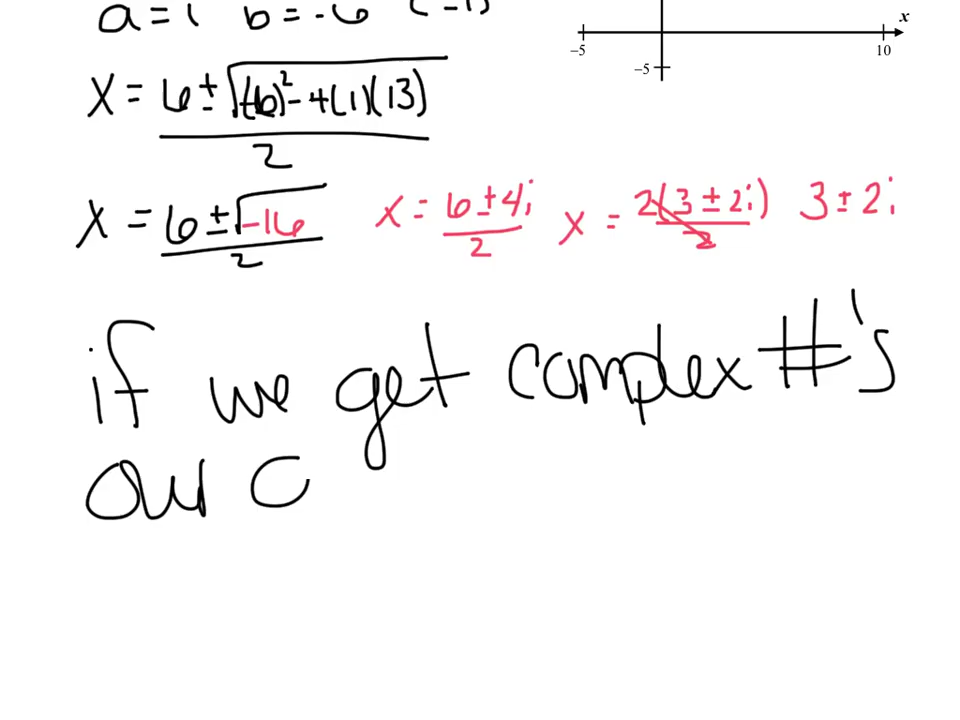 a = 1 b = -6 c = 13
x
-5 10
-5
X = 6 ± √(-6)² - 4(1)(13)
2
X = 6 ± √-16 x = 6 ± 4i x = 2(3 ± 2i) 3 ± 2i
2 2 2
if we get complex #'s
our c